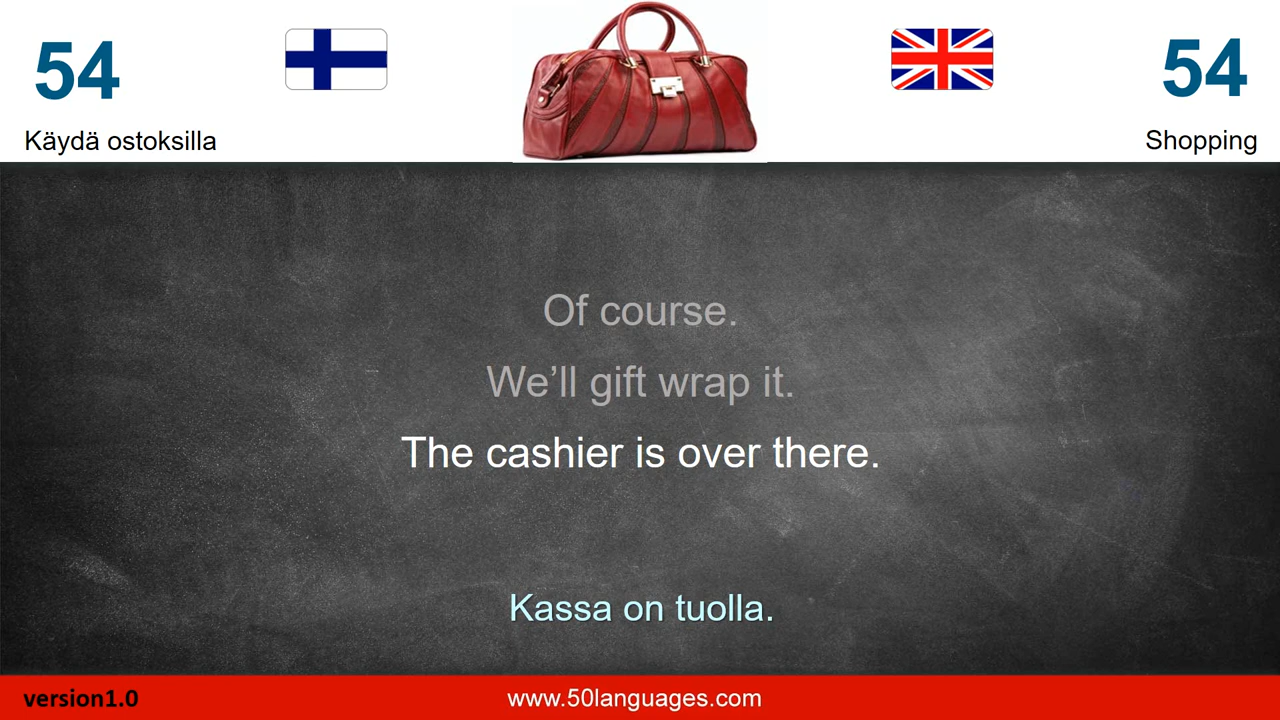 54
54
Käydä ostoksilla
Shopping
Of course.
We’ll gift wrap it.
The cashier is over there.
Kassa on tuolla.
version1.0
www.50languages.com